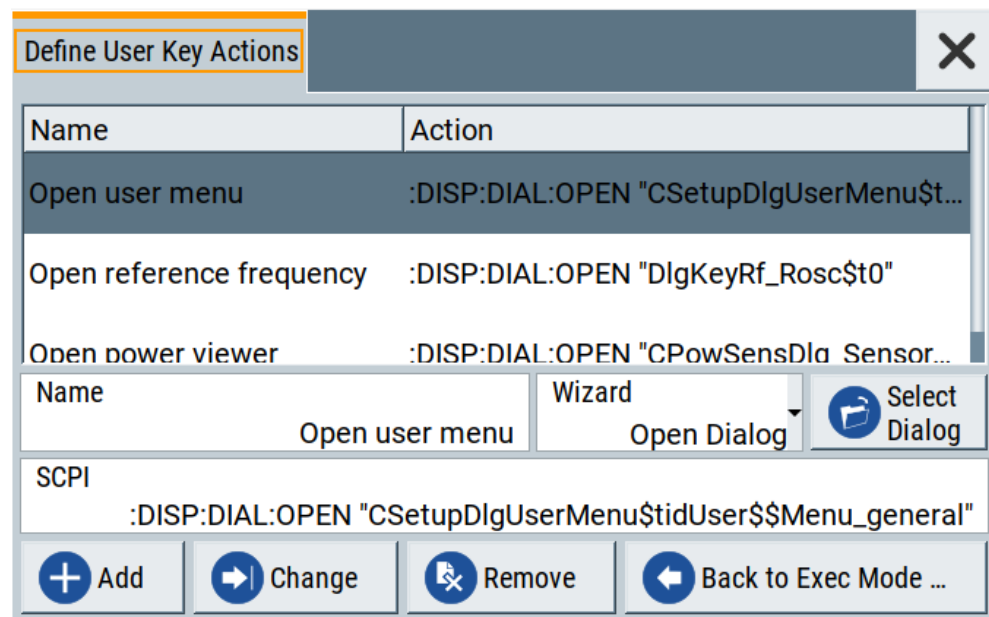 Define User Key Actions
Name Action
Open user menu :DISP:DIAL:OPEN "CSetupDlgUserMenu$t...
Open reference frequency :DISP:DIAL:OPEN "DlgKeyRf_Rosc$t0"
Open power viewer :DISP:DIAL:OPEN "CPowSensDlg_Sensor...
Name Wizard Select
Open user menu Open Dialog Dialog
SCPI
:DISP:DIAL:OPEN "CSetupDlgUserMenu$tidUser$$Menu_general"
Add Change Remove Back to Exec Mode ...